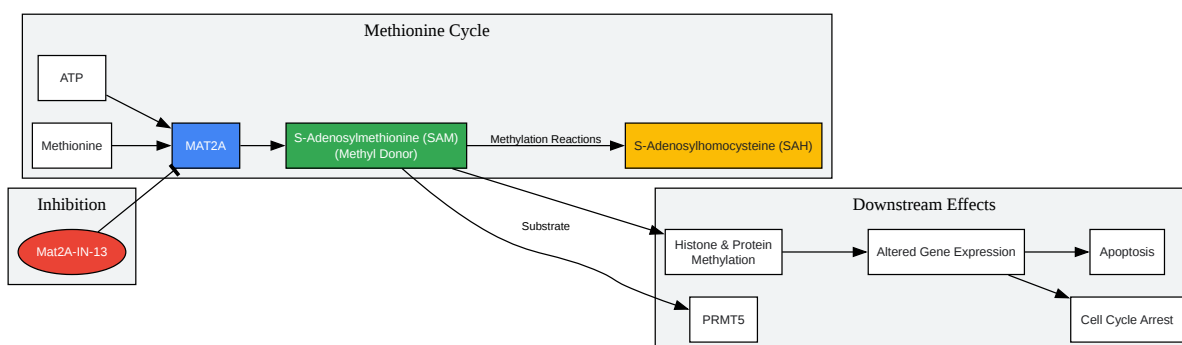 Methionine Cycle
ATP
Methionine
MAT2A
S-Adenosylmethionine (SAM)
(Methyl Donor)
Methylation Reactions
S-Adenosylhomocysteine (SAH)
Inhibition
Mat2A-IN-13
Substrate
Downstream Effects
Histone & Protein
Methylation
Altered Gene Expression
Apoptosis
PRMT5
Cell Cycle Arrest